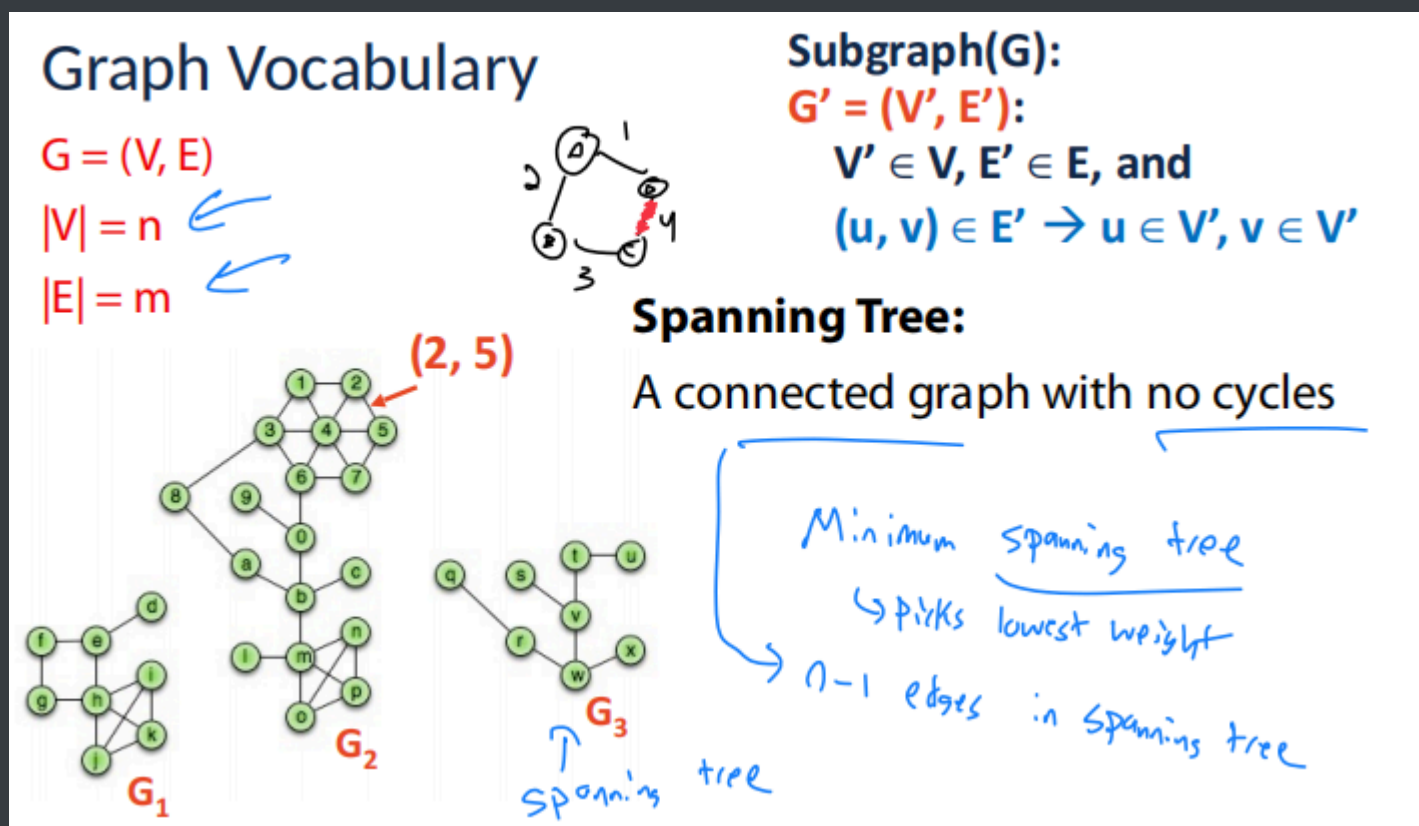 Graph Vocabulary
G = (V, E)
|V| = n
|E| = m
Subgraph(G):
G’ = (V’, E’):
V’ ∈ V, E’ ∈ E, and
(u, v) ∈ E’ → u ∈ V’, v ∈ V’
1
2
B
C
4
3
Spanning Tree:
A connected graph with no cycles
Minimum spanning tree
↳ picks lowest weight
→ n-1 edges in spanning tree
(2, 5)
1 2
3 4 5
6 7
8 9
0
a c
b
n
l m
p
o
G₂
d
f e
i
g h
k
j
G₁
t u
q s
v
r x
w
G₃
spanning tree